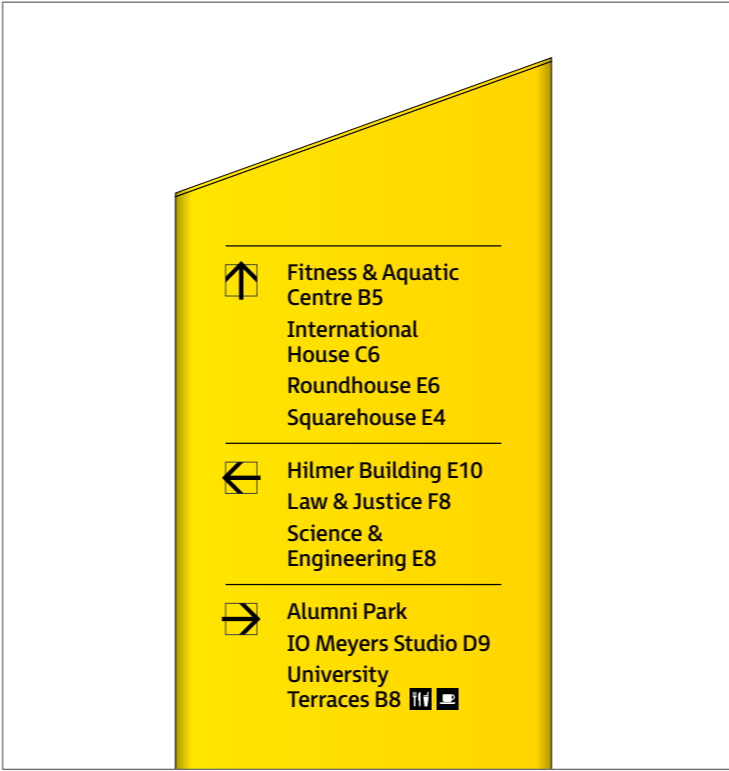 Fitness & Aquatic
Centre B5
International
House C6
Roundhouse E6
Squarehouse E4
Hilmer Building E10
Law & Justice F8
Science &
Engineering E8
Alumni Park
IO Meyers Studio D9
University
Terraces B8